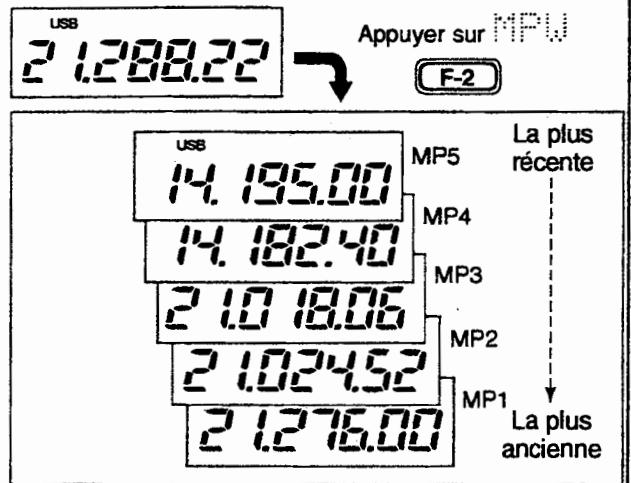 USB
21.288.22
Appuyer sur MPW
F-2
USB
14.195.00
MP5
La plus
récente
14.182.40
MP4
21.018.06
MP3
21.024.52
MP2
21.276.00
MP1
La plus
ancienne